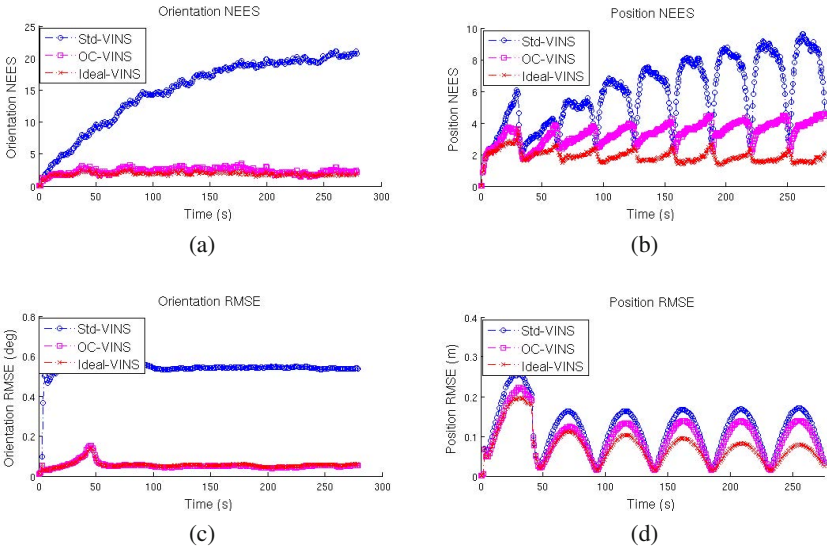 Orientation NEES
Position NEES
Orientation NEES
25
20
15
10
5
0
Std-VINS
OC-VINS
Ideal-VINS
0 50 100 150 200 250 300
Time (s)
(a)
Position NEES
10
8
6
4
2
0
Std-VINS
OC-VINS
Ideal-VINS
0 50 100 150 200 250
Time (s)
(b)
Orientation RMSE
Position RMSE
Orientation RMSE (deg)
0.8
0.6
0.4
0.2
0
Std-VINS
OC-VINS
Ideal-VINS
0 50 100 150 200 250 300
Time (s)
(c)
Position RMSE (m)
0.4
0.3
0.2
0.1
0
Std-VINS
OC-VINS
Ideal-VINS
0 50 100 150 200 250
Time (s)
(d)